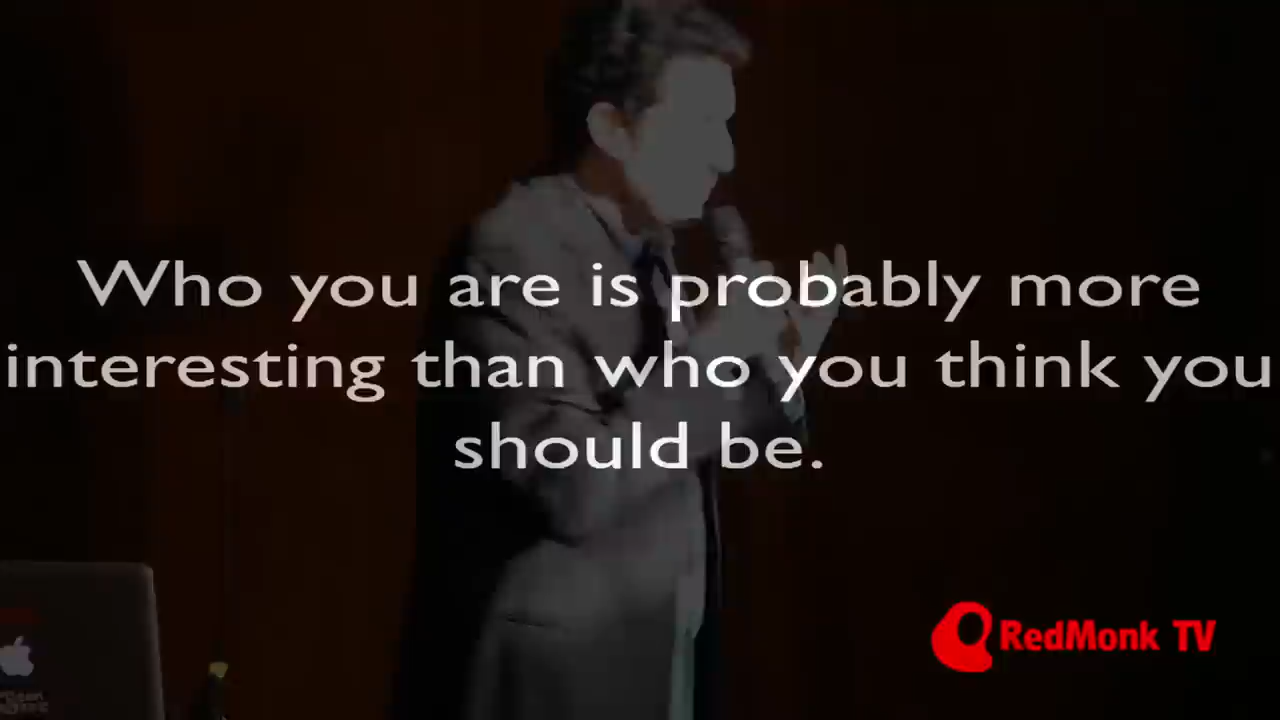 Who you are is probably more
interesting than who you think you
should be.
RedMonk TV